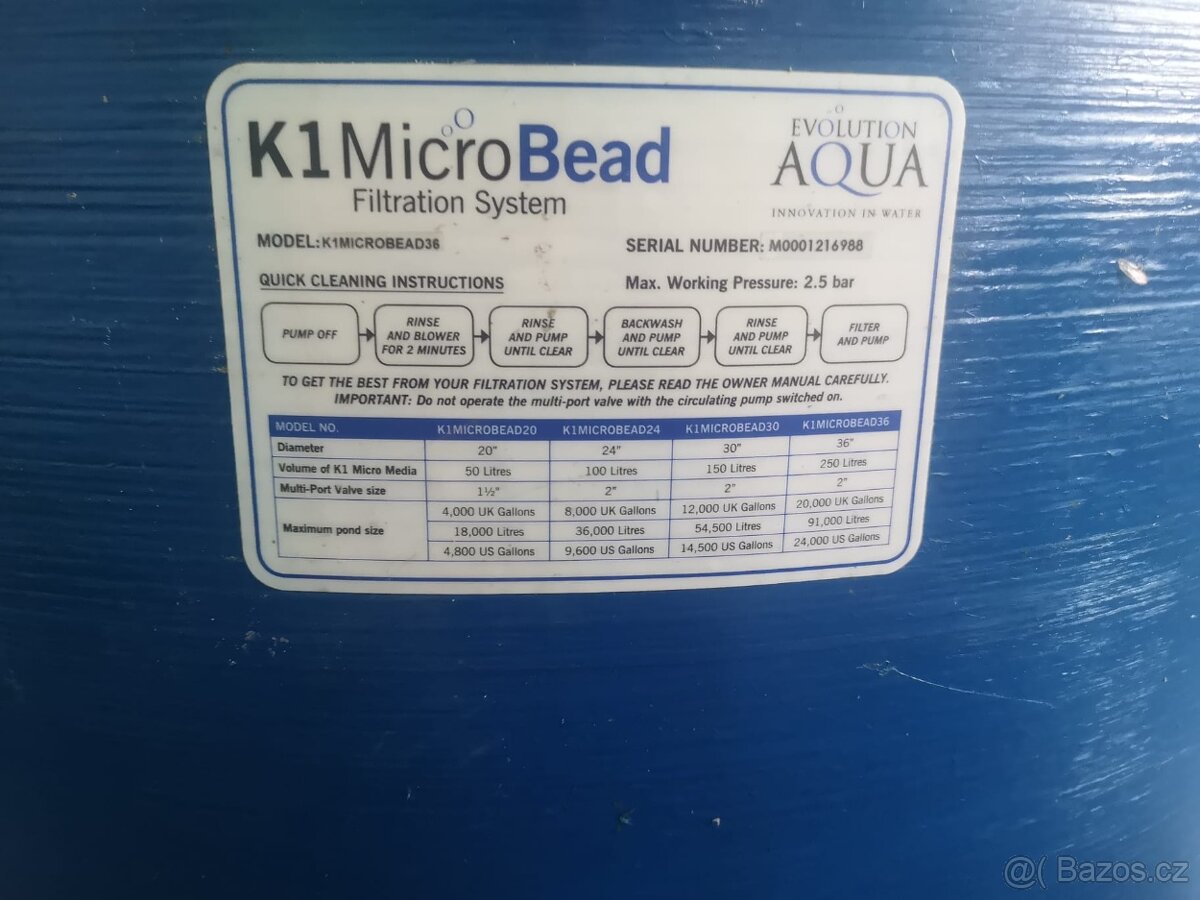 K1MicroBead
Filtration System
EVOLUTION
AQUA
INNOVATION IN WATER
MODEL:K1MICROBEAD36
SERIAL NUMBER: M0001216988
QUICK CLEANING INSTRUCTIONS
Max. Working Pressure: 2.5 bar
PUMP OFF
RINSE
AND BLOWER
FOR 2 MINUTES
RINSE
AND PUMP
UNTIL CLEAR
BACKWASH
AND PUMP
UNTIL CLEAR
RINSE
AND PUMP
UNTIL CLEAR
FILTER
AND PUMP
TO GET THE BEST FROM YOUR FILTRATION SYSTEM, PLEASE READ THE OWNER MANUAL CAREFULLY.
IMPORTANT: Do not operate the multi-port valve with the circulating pump switched on.
MODEL NO. K1MICROBEAD20 K1MICROBEAD24 K1MICROBEAD30 K1MICROBEAD36
Diameter 20" 24" 30" 36"
Volume of K1 Micro Media 50 Litres 100 Litres 150 Litres 250 Litres
Multi-Port Valve size 1½" 2" 2" 2"
Maximum pond size 4,000 UK Gallons 8,000 UK Gallons 12,000 UK Gallons 20,000 UK Gallons
18,000 Litres 36,000 Litres 54,500 Litres 91,000 Litres
4,800 US Gallons 9,600 US Gallons 14,500 US Gallons 24,000 US Gallons
@( Bazos.cz